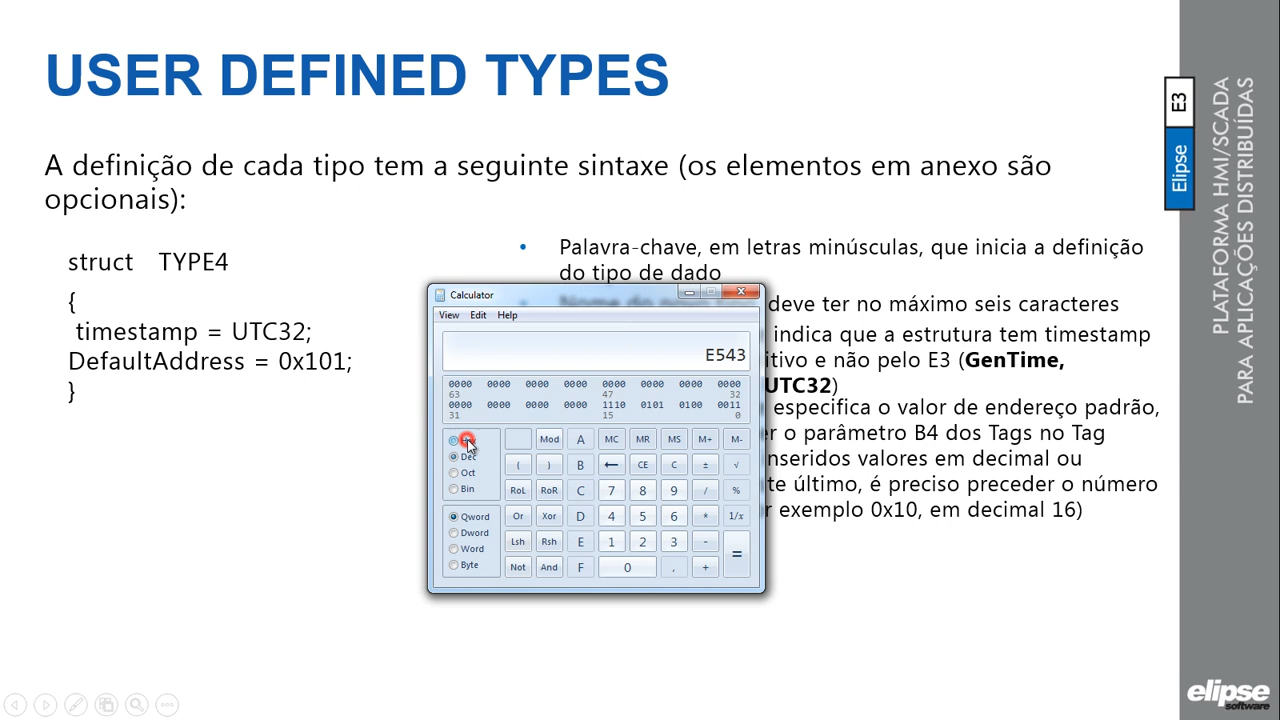 USER DEFINED TYPES
A definição de cada tipo tem a seguinte sintaxe (os elementos em anexo são
opcionais):
struct TYPE4
{
timestamp = UTC32;
DefaultAddress = 0x101;
}
• Palavra-chave, em letras minúsculas, que inicia a definição
do tipo de dado
deve ter no máximo seis caracteres
indica que a estrutura tem timestamp
itivo e não pelo E3 (GenTime,
UTC32)
especifica o valor de endereço padrão,
er o parâmetro B4 dos Tags no Tag
nseridos valores em decimal ou
te último, é preciso preceder o número
r exemplo 0x10, em decimal 16)
Calculator
View Edit Help
E543
0000 0000 0000 0000 0000 0000 0000 0000
63 47 32
0000 0000 0000 0000 1110 0101 0100 0011
31 15 0
Mod A MC MR MS M+ M-
Dec
( ) B ← CE C ± √
Oct
Bin
RoL RoR C 7 8 9 / %
Qword
Or Xor D 4 5 6 * 1/x
Dword
Lsh Rsh E 1 2 3 - =
Word
Byte
Not And F 0 , +
E3
Elipse
PLATAFORMA HMI/SCADA
PARA APLICAÇÕES DISTRIBUÍDAS
elipse
software